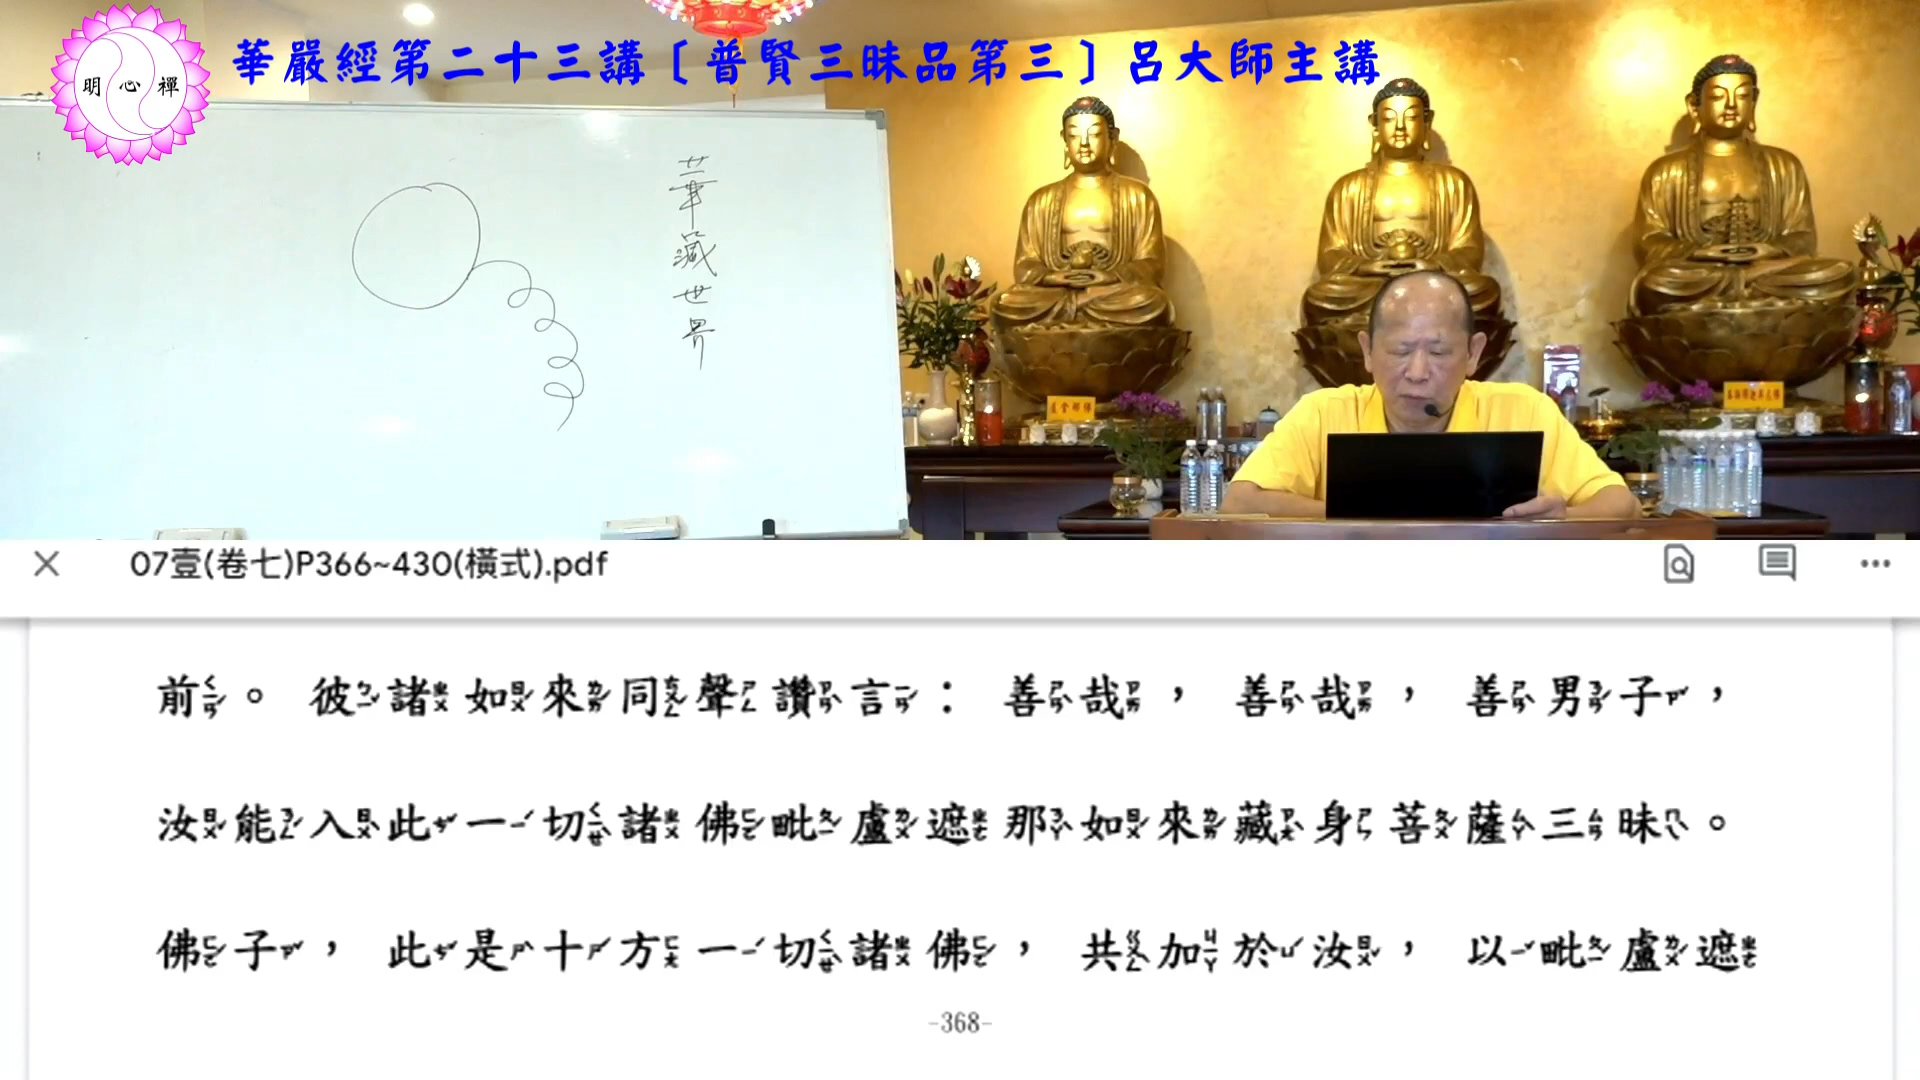 明心禪
華嚴經第二十三講〔普賢三昧品第三〕呂大師主講
華藏世界
07壹(卷七)P366~430(橫式).pdf
前。 彼諸如來同聲讚言： 善哉， 善哉， 善男子，
汝能入此一切諸佛毗盧遮那如來藏身菩薩三昧。
佛子， 此是十方一切諸佛， 共加於汝， 以毗盧遮
-368-